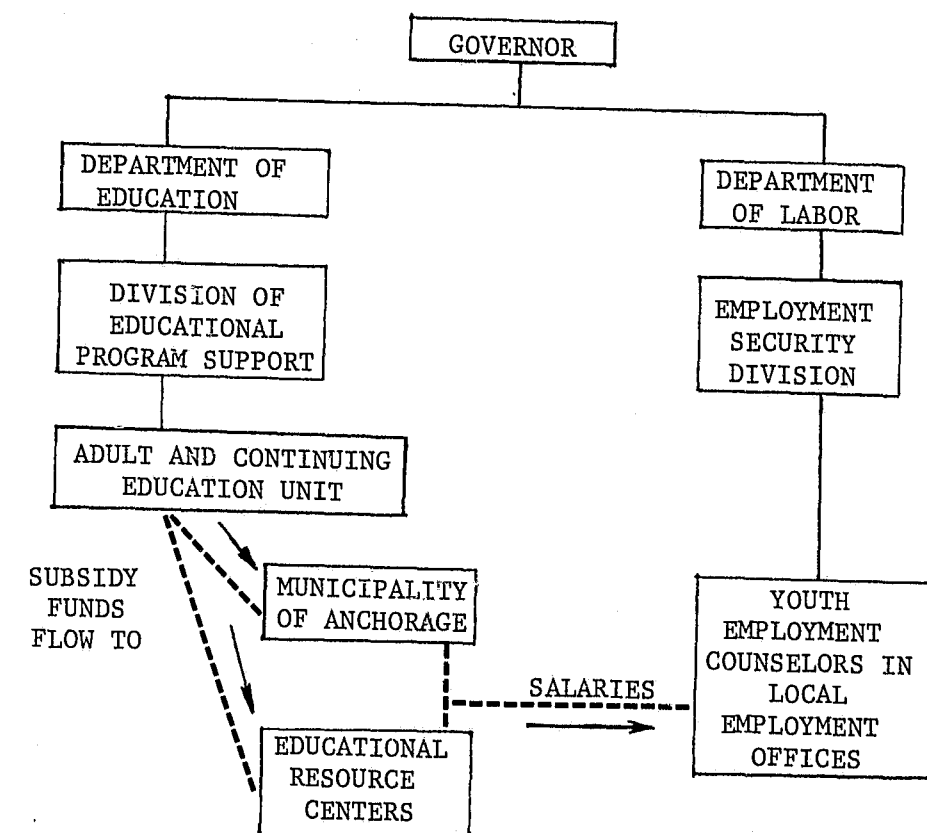 GOVERNOR
DEPARTMENT OF
EDUCATION
DEPARTMENT
OF LABOR
DIVISION OF
EDUCATIONAL
PROGRAM SUPPORT
EMPLOYMENT
SECURITY
DIVISION
ADULT AND CONTINUING
EDUCATION UNIT
SUBSIDY
FUNDS
FLOW TO
MUNICIPALITY
OF ANCHORAGE
YOUTH
EMPLOYMENT
COUNSELORS IN
LOCAL
EMPLOYMENT
OFFICES
SALARIES
EDUCATIONAL
RESOURCE
CENTERS